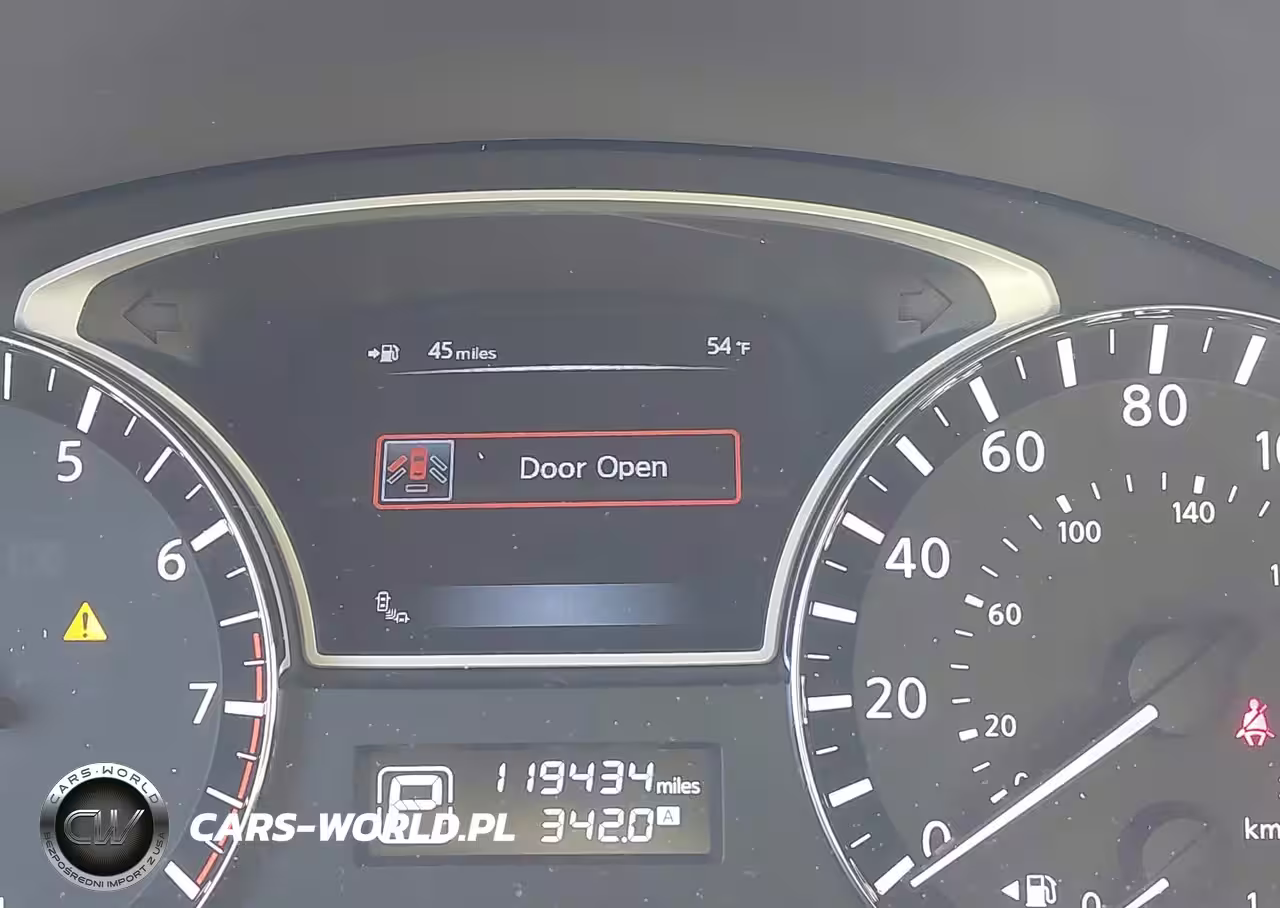 45 miles
54 °F
Door Open
5
6
7
80
60
40
20
0
100
140
60
20
119434 miles
342.0 A
P
km
0
CARS-WORLD
CW
BEZPOŚREDNI IMPORT Z USA
CARS-WORLD.PL